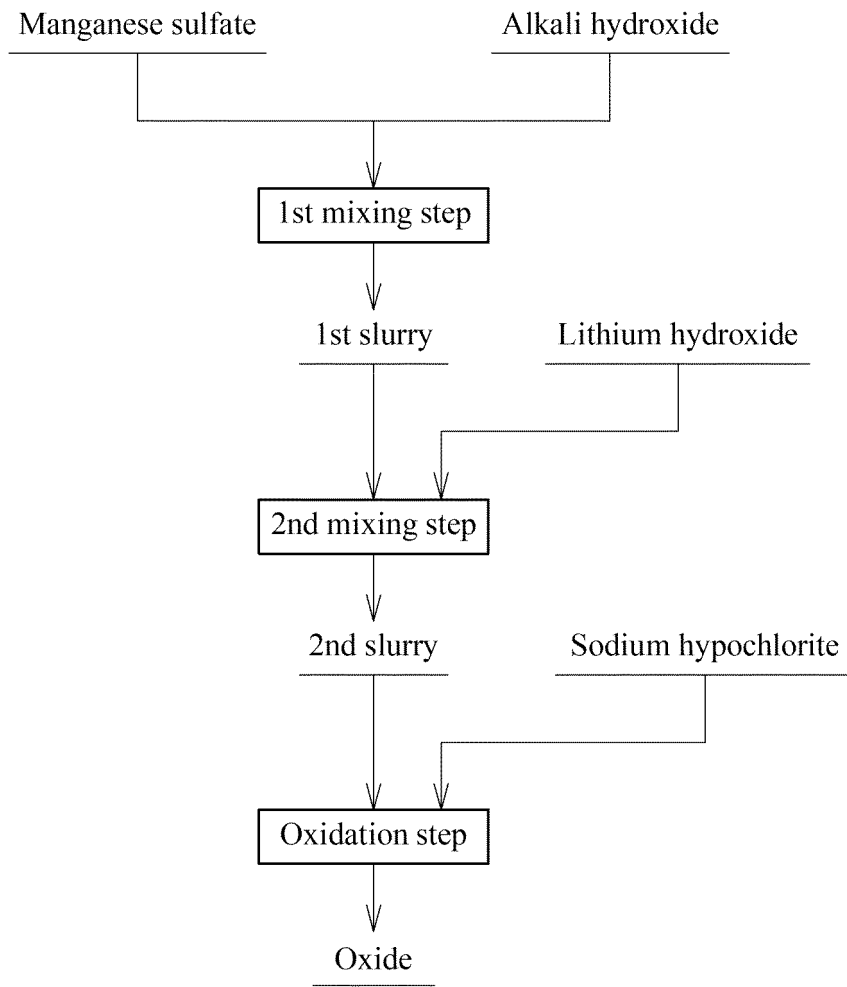 Manganese sulfate
Alkali hydroxide
1st mixing step
1st slurry
Lithium hydroxide
2nd mixing step
2nd slurry
Sodium hypochlorite
Oxidation step
Oxide